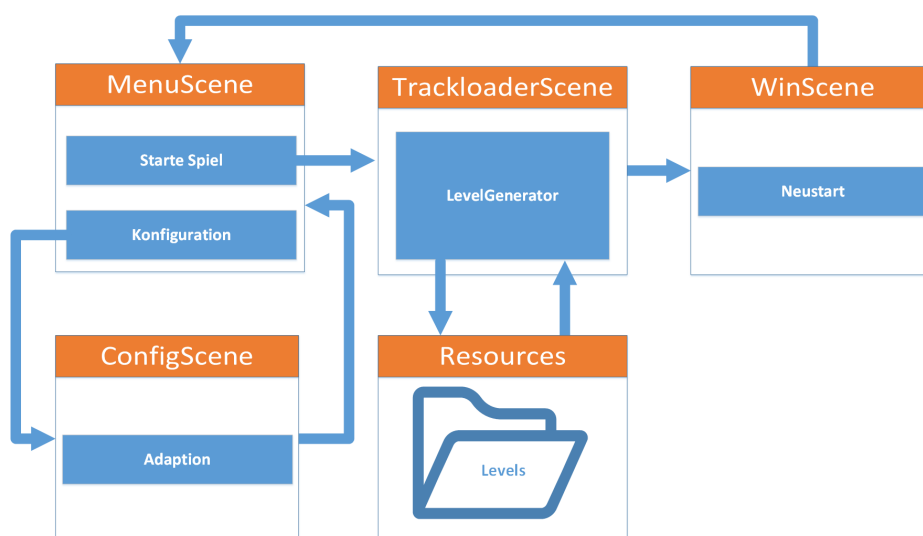 MenuScene
Starte Spiel
Konfiguration
TrackloaderScene
LevelGenerator
WinScene
Neustart
ConfigScene
Adaption
Resources
Levels